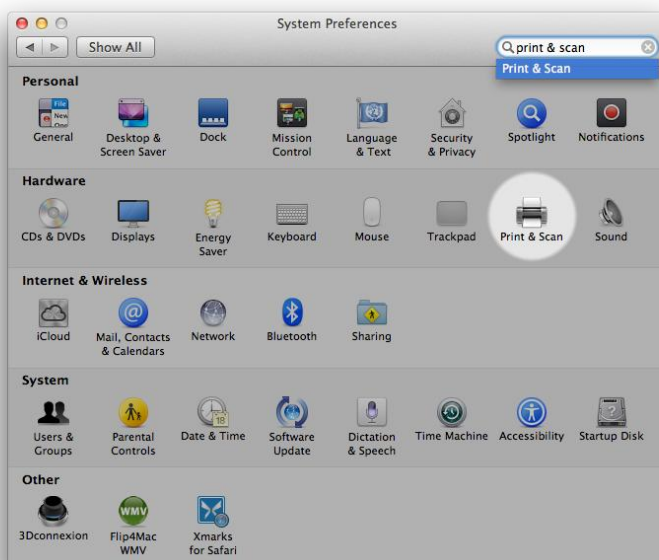 System Preferences
Show All
print & scan
Print & Scan
Personal
File
New
General
Desktop &
Screen Saver
Dock
Mission
Control
Language
& Text
Security
& Privacy
Spotlight
Notifications
Hardware
CDs & DVDs
Displays
Energy
Saver
Keyboard
Mouse
Trackpad
Print & Scan
Sound
Internet & Wireless
iCloud
Mail, Contacts
& Calendars
Network
Bluetooth
Sharing
System
Users &
Groups
Parental
Controls
18
Date & Time
Software
Update
Dictation
& Speech
Time Machine
Accessibility
Startup Disk
Other
3Dconnexion
WMV
Flip4Mac
WMV
Xmarks
for Safari